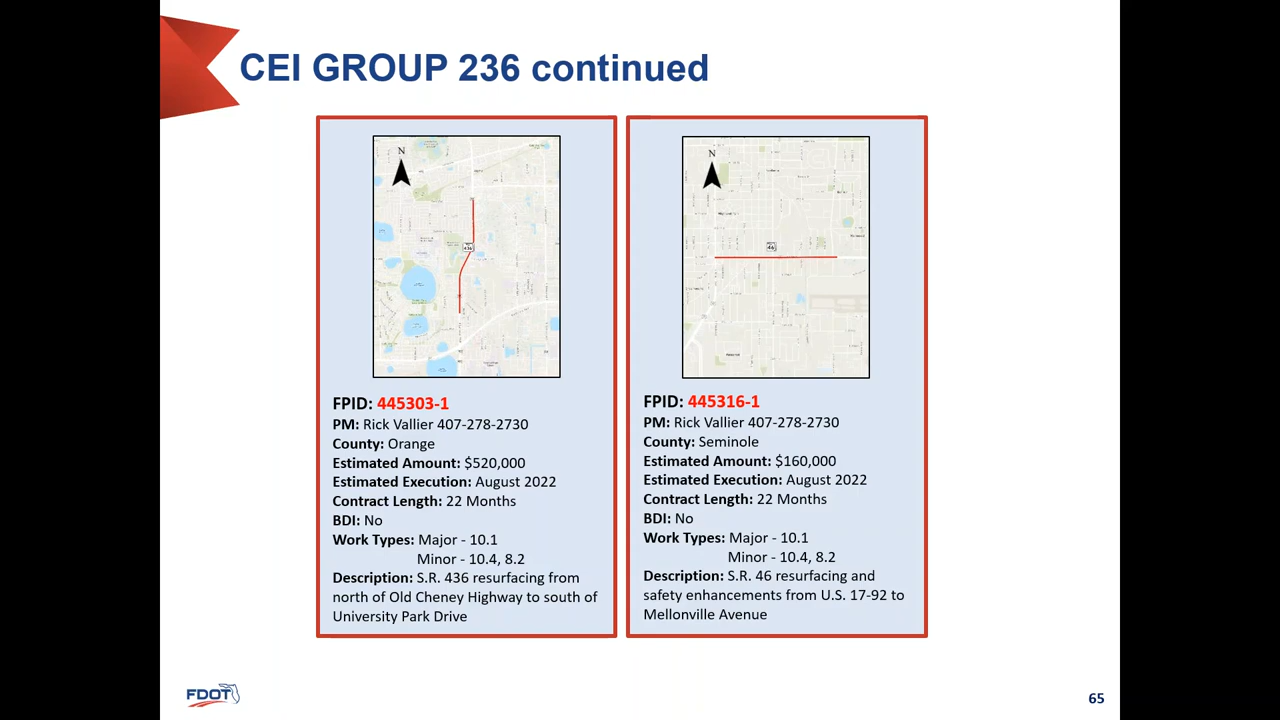 CEI GROUP 236 continued
N
436
FPID: 445303-1
PM: Rick Vallier 407-278-2730
County: Orange
Estimated Amount: $520,000
Estimated Execution: August 2022
Contract Length: 22 Months
BDI: No
Work Types: Major - 10.1
Minor - 10.4, 8.2
Description: S.R. 436 resurfacing from
north of Old Cheney Highway to south of
University Park Drive
N
46
FPID: 445316-1
PM: Rick Vallier 407-278-2730
County: Seminole
Estimated Amount: $160,000
Estimated Execution: August 2022
Contract Length: 22 Months
BDI: No
Work Types: Major - 10.1
Minor - 10.4, 8.2
Description: S.R. 46 resurfacing and
safety enhancements from U.S. 17-92 to
Mellonville Avenue
FDOT
65